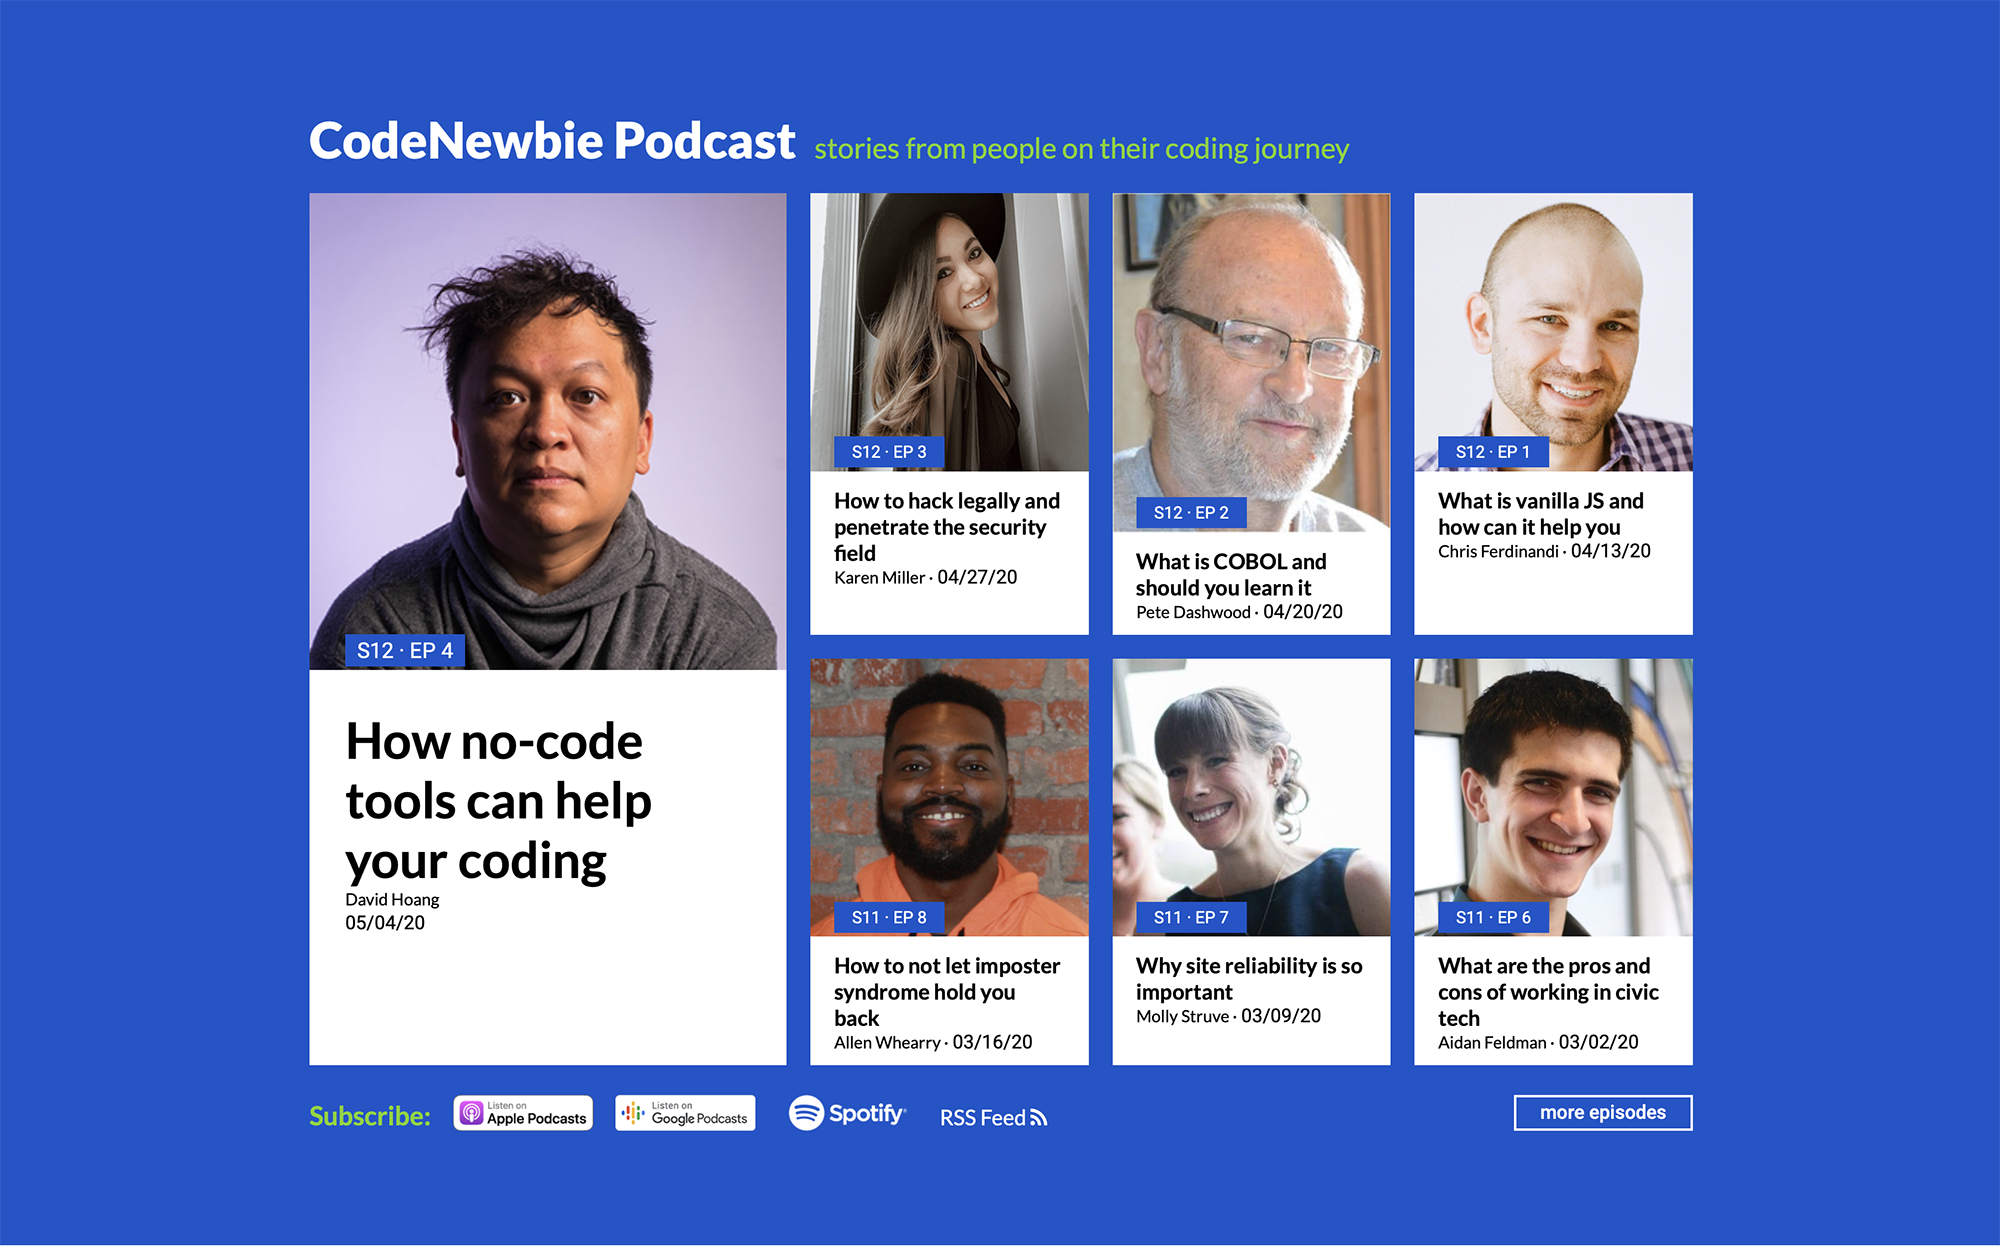 CodeNewbie Podcast stories from people on their coding journey
S12 · EP 4
How no-code
tools can help
your coding
David Hoang
05/04/20
S12 · EP 3
How to hack legally and
penetrate the security
field
Karen Miller · 04/27/20
S12 · EP 2
What is COBOL and
should you learn it
Pete Dashwood · 04/20/20
S12 · EP 1
What is vanilla JS and
how can it help you
Chris Ferdinandi · 04/13/20
S11 · EP 8
How to not let imposter
syndrome hold you
back
Allen Whearry · 03/16/20
S11 · EP 7
Why site reliability is so
important
Molly Struve · 03/09/20
S11 · EP 6
What are the pros and
cons of working in civic
tech
Aidan Feldman · 03/02/20
Subscribe:
Listen on
Apple Podcasts
Listen on
Google Podcasts
Spotify
RSS Feed
more episodes